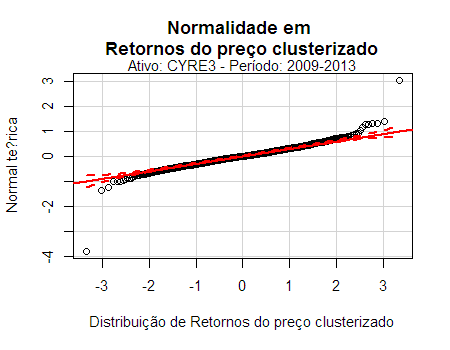 Normalidade em
Retornos do preço clusterizado
Ativo: CYRE3 - Período: 2009-2013
Normal te?rica
3
2
1
0
-2
-4
-3 -2 -1 0 1 2 3
Distribuição de Retornos do preço clusterizado